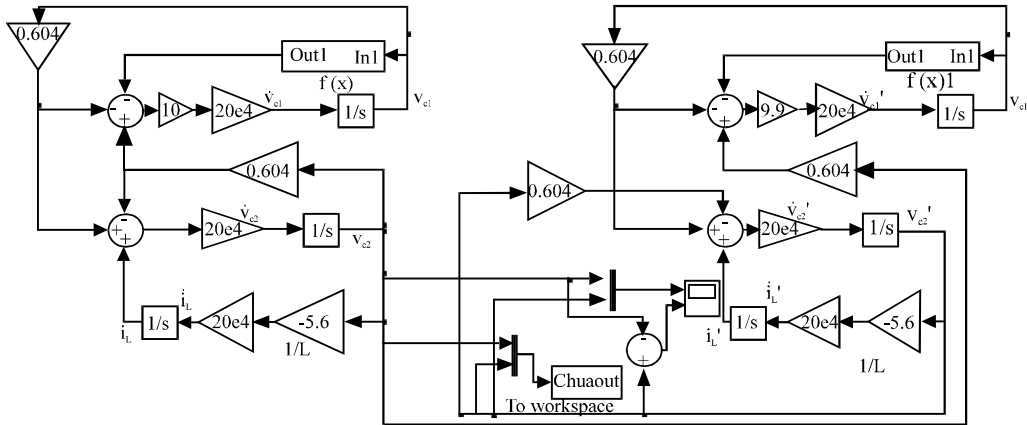 0.604
Out1 In1
f (x)
10
20e4
v̇c1
1/s
vc1
0.604
20e4
v̇c2
1/s
vc2
iL
1/s
i̇L
20e4
-5.6
1/L
0.604
Out1 In1
f (x)1
9.9
20e4
v̇c1'
1/s
vc1
0.604
0.604
20e4
v̇c2'
1/s
vc2'
i̇L'
iL'
1/s
20e4
-5.6
1/L
Chuaout
To workspace